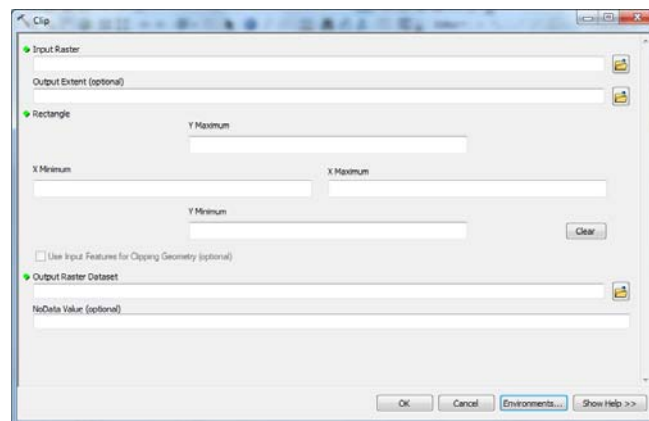 Clip
Input Raster
Output Extent (optional)
Rectangle
Y Maximum
X Minimum
X Maximum
Y Minimum
Clear
Use Input Features for Clipping Geometry (optional)
Output Raster Dataset
NoData Value (optional)
OK
Cancel
Environments...
Show Help >>